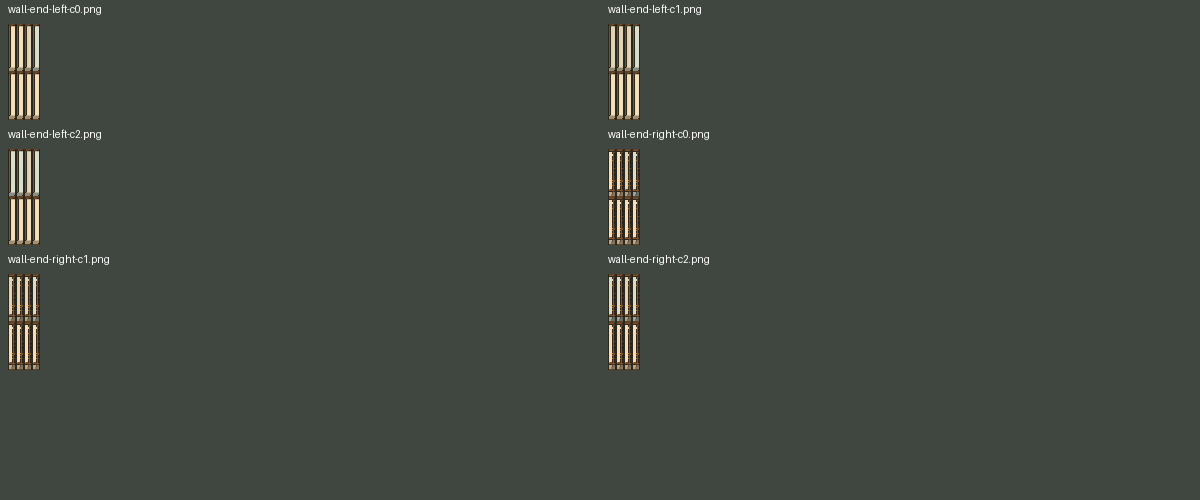 wall-end-left-c0.png
wall-end-left-c1.png
wall-end-left-c2.png
wall-end-right-c0.png
wall-end-right-c1.png
wall-end-right-c2.png